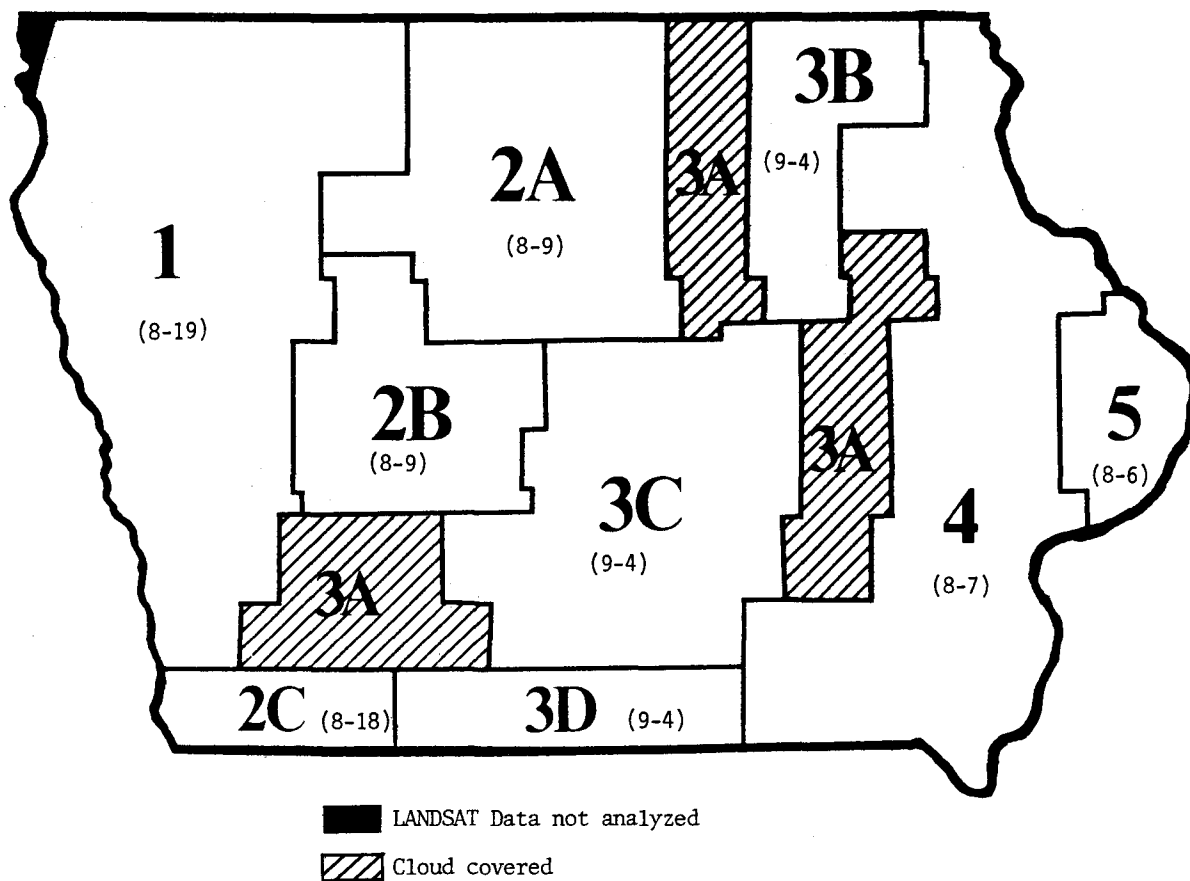 3B
(9-4)
3A
2A
(8-9)
1
(8-19)
2B
(8-9)
3A
5
(8-6)
3C
(9-4)
4
(8-7)
3A
2C (8-18)
3D (9-4)
LANDSAT Data not analyzed
Cloud covered